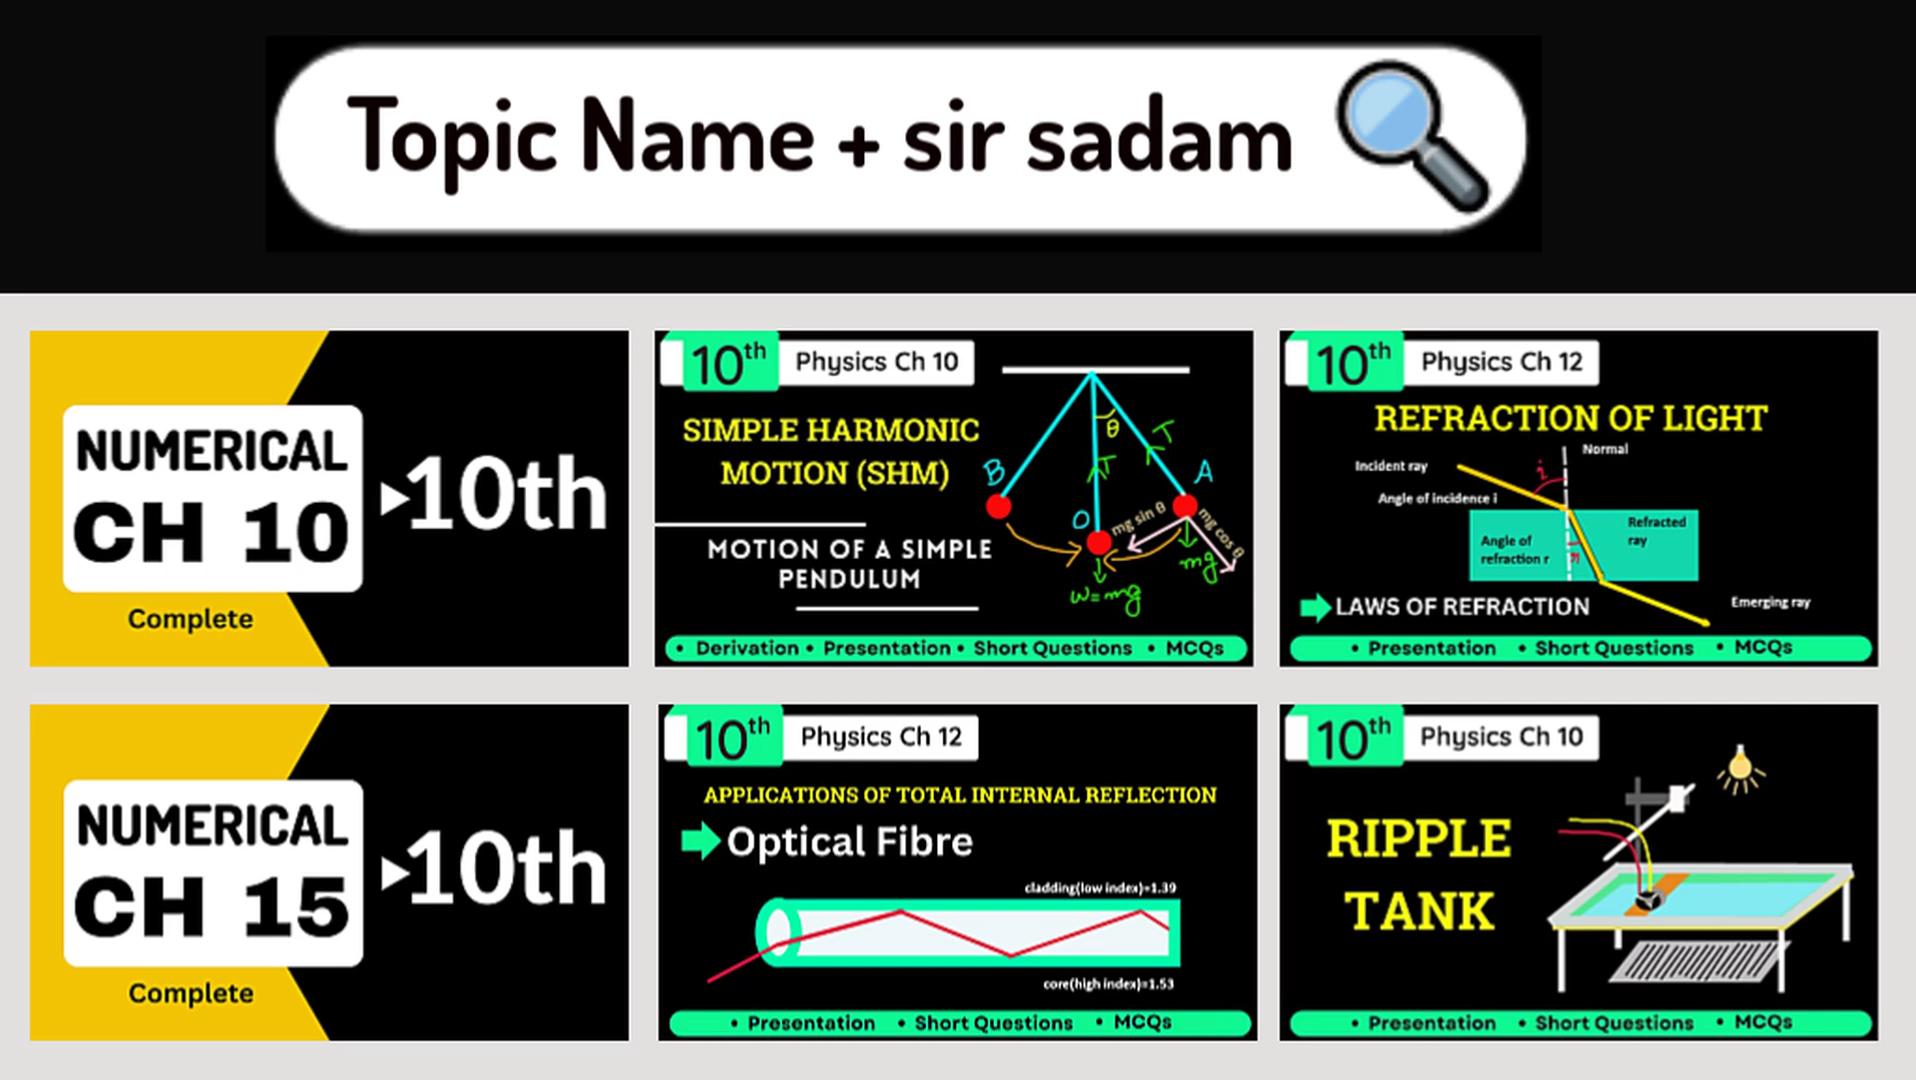 Topic Name + sir sadam
NUMERICAL
CH 10
10th
Complete
10th Physics Ch 10
SIMPLE HARMONIC
MOTION (SHM)
MOTION OF A SIMPLE
PENDULUM
B
θ
T
T
A
O
mg sin θ
mg cos θ
mg
w=mg
• Derivation • Presentation • Short Questions • MCQs
10th Physics Ch 12
REFRACTION OF LIGHT
Normal
Incident ray
i
Angle of incidence i
Refracted
ray
Angle of
refraction r
Emerging ray
LAWS OF REFRACTION
• Presentation • Short Questions • MCQs
NUMERICAL
CH 15
10th
Complete
10th Physics Ch 12
APPLICATIONS OF TOTAL INTERNAL REFLECTION
Optical Fibre
cladding(low index)=1.39
core(high index)=1.53
• Presentation • Short Questions • MCQs
10th Physics Ch 10
RIPPLE
TANK
• Presentation • Short Questions • MCQs